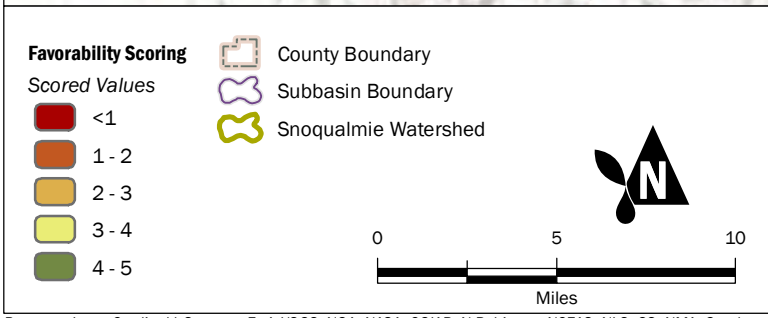 Favorability Scoring
Scored Values
<1
1 - 2
2 - 3
3 - 4
4 - 5
County Boundary
Subbasin Boundary
Snoqualmie Watershed
N
0 5 10
Miles